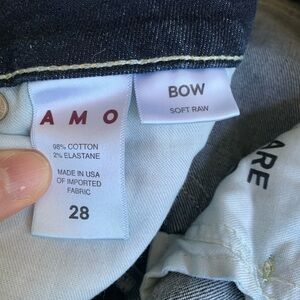 AMO
98% COTTON
2% ELASTANE
MADE IN USA
OF IMPORTED
FABRIC
28
BOW
SOFT RAW
ARE